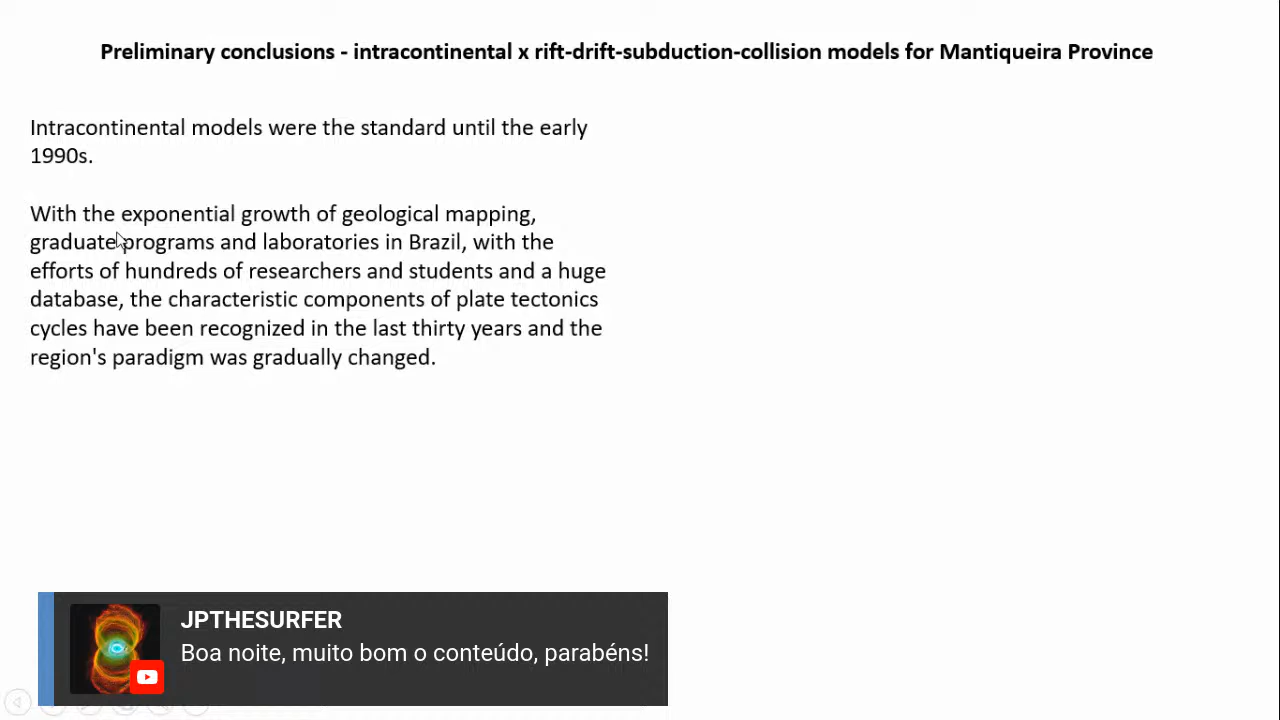 Preliminary conclusions - intracontinental x rift-drift-subduction-collision models for Mantiqueira Province
Intracontinental models were the standard until the early
1990s.
With the exponential growth of geological mapping,
graduate programs and laboratories in Brazil, with the
efforts of hundreds of researchers and students and a huge
database, the characteristic components of plate tectonics
cycles have been recognized in the last thirty years and the
region's paradigm was gradually changed.
JPTHESURFER
Boa noite, muito bom o conteúdo, parabéns!